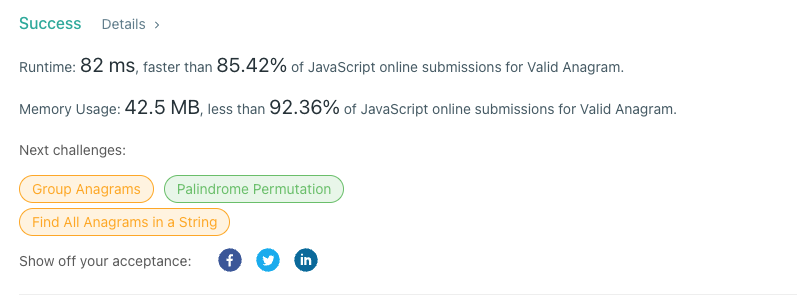 Success Details >
Runtime: 82 ms, faster than 85.42% of JavaScript online submissions for Valid Anagram.
Memory Usage: 42.5 MB, less than 92.36% of JavaScript online submissions for Valid Anagram.
Next challenges:
Group Anagrams Palindrome Permutation
Find All Anagrams in a String
Show off your acceptance: f in